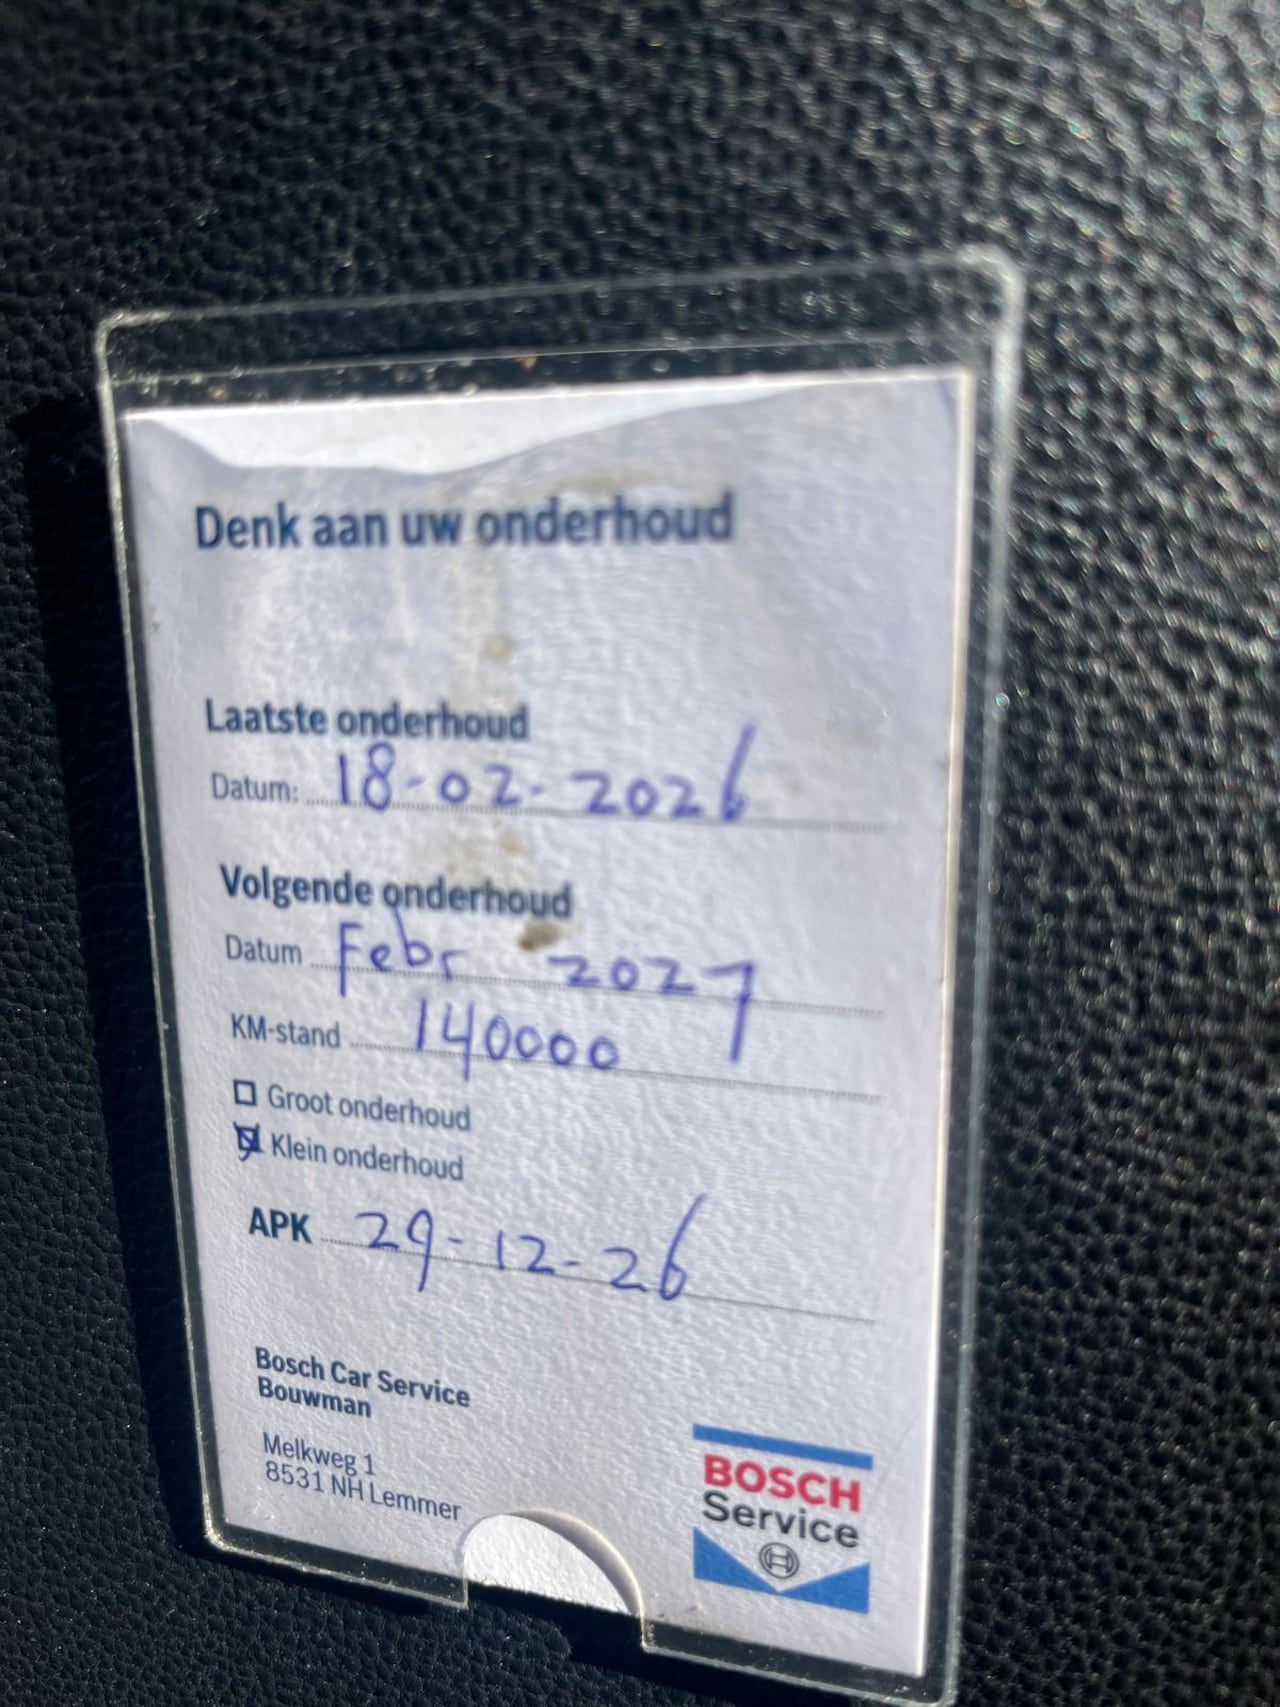 Denk aan uw onderhoud
Laatste onderhoud
Datum: 18-02-2026
Volgende onderhoud
Datum Febr 2027
KM-stand 140000
Groot onderhoud
Klein onderhoud
APK 29-12-26
Bosch Car Service
Bouwman
Melkweg 1
8531 NH Lemmer
BOSCH
Service